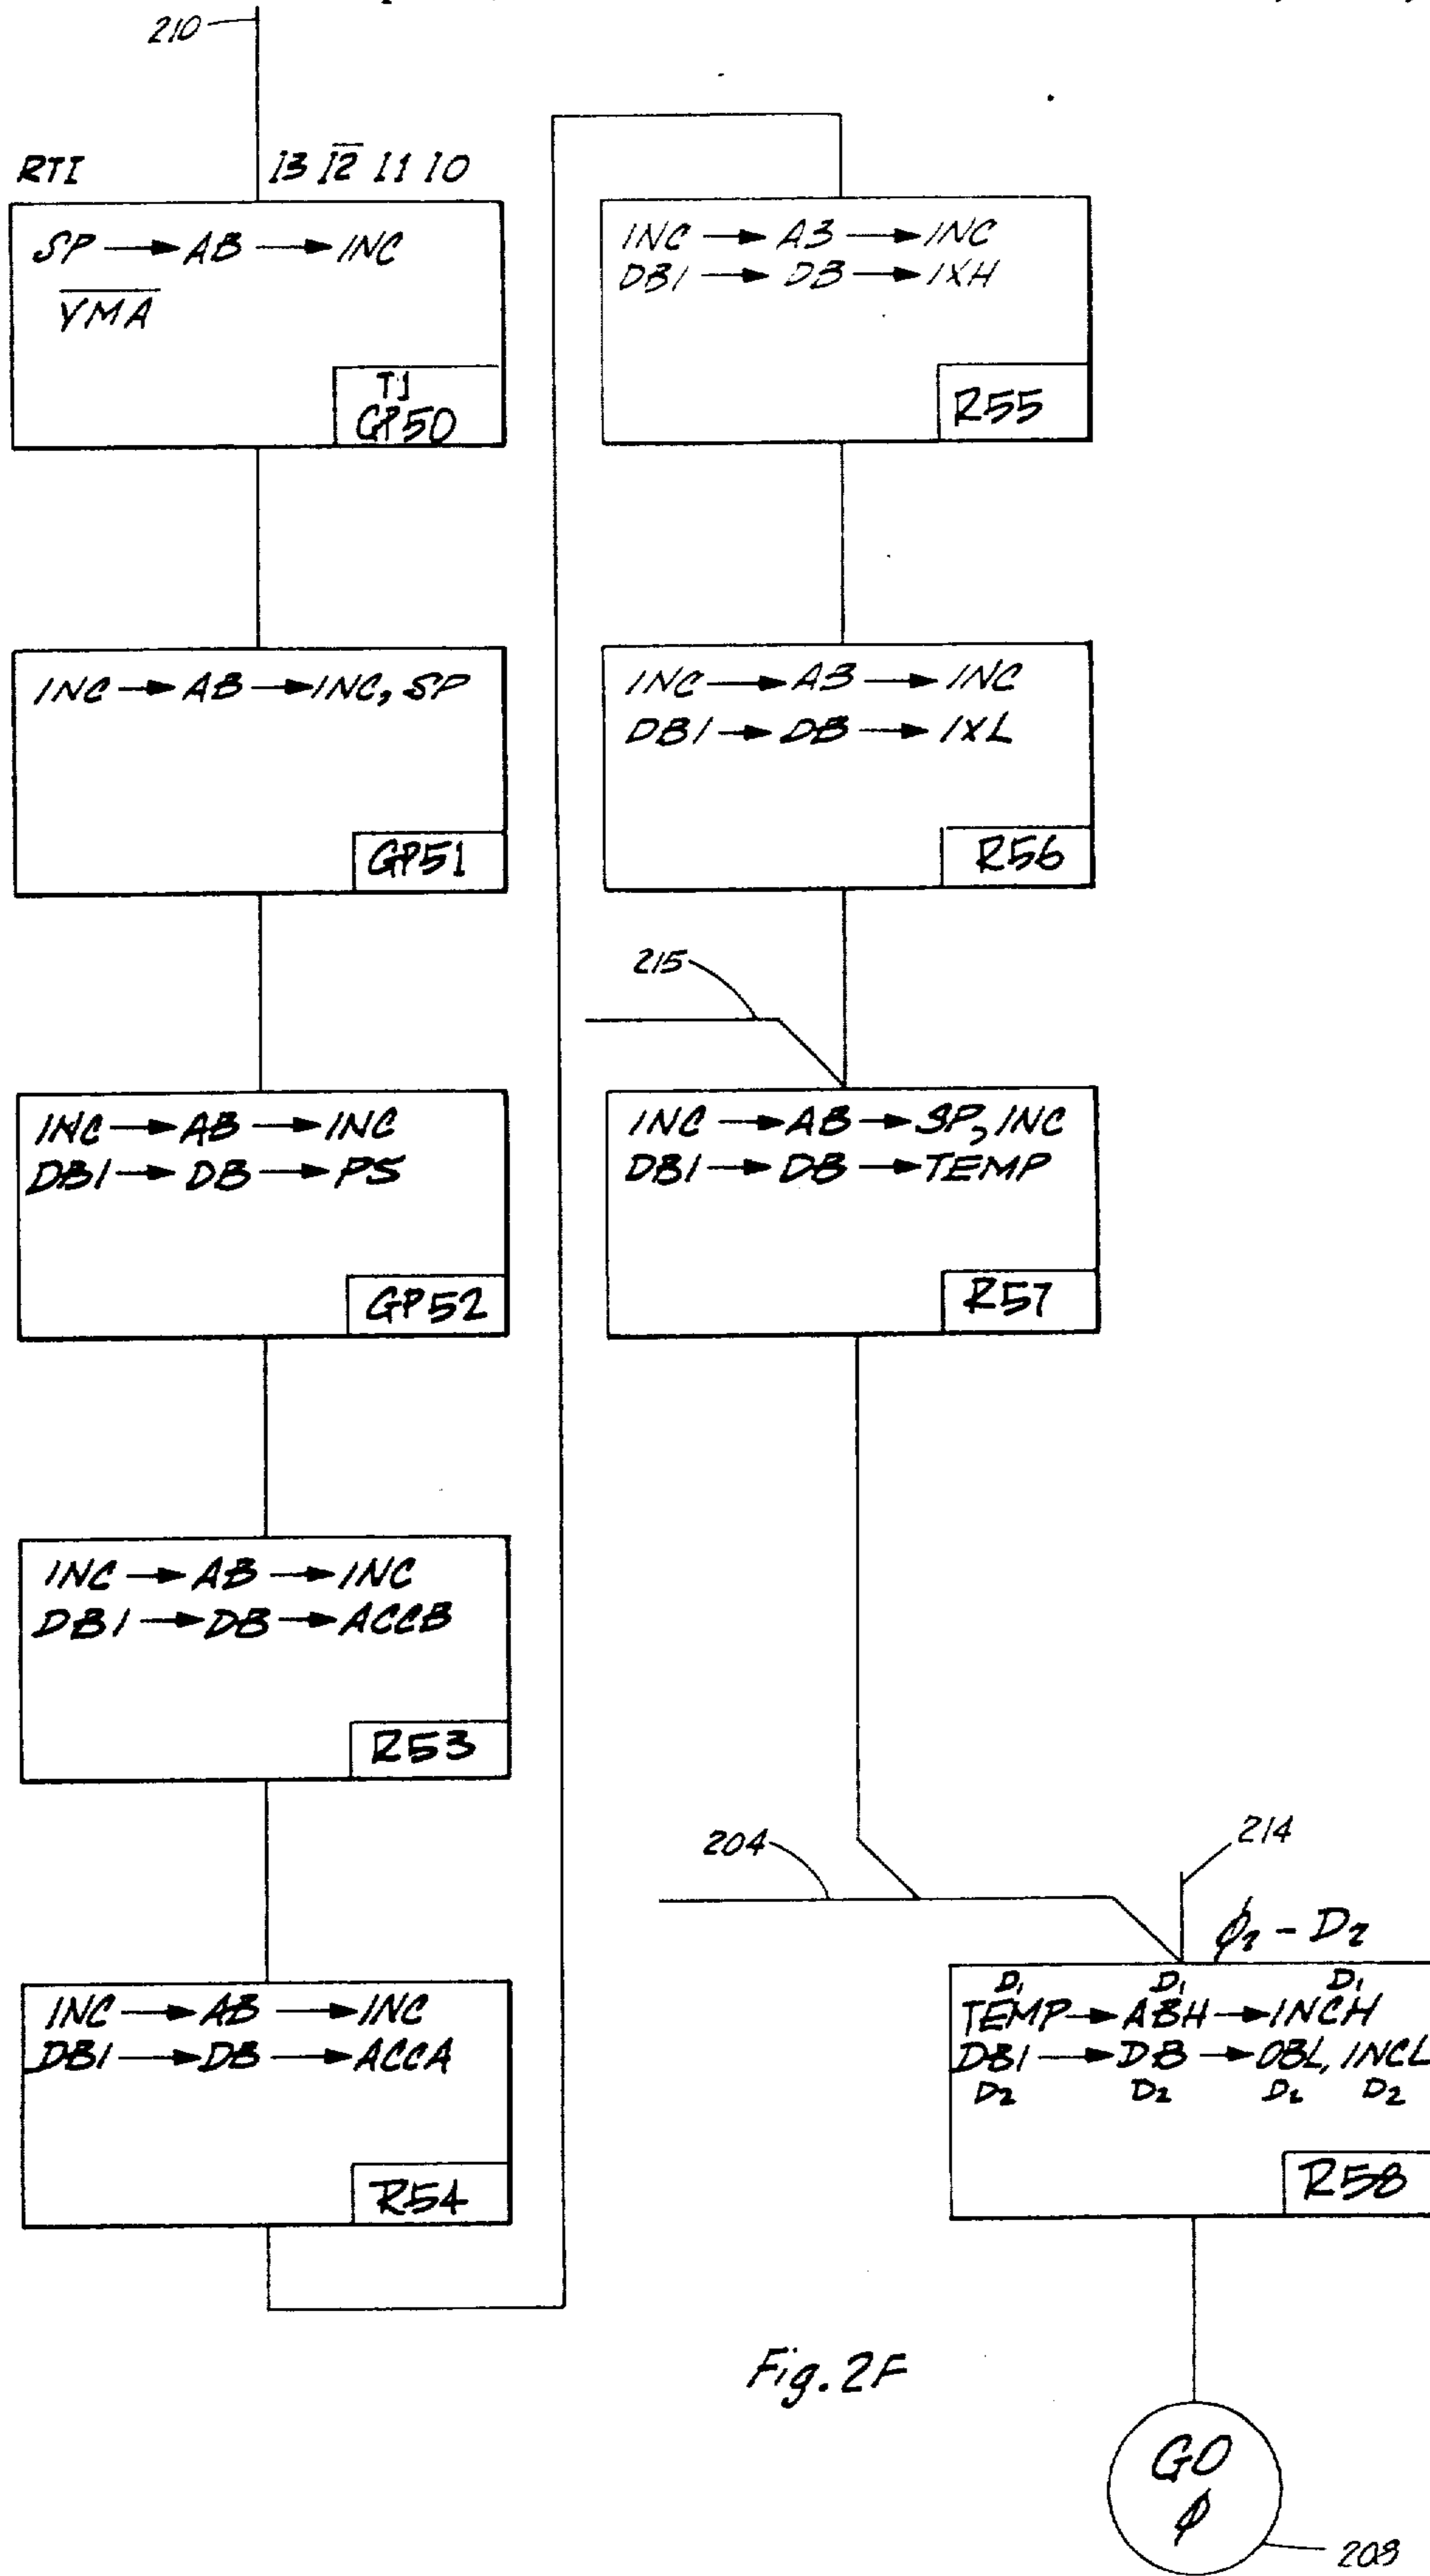 210
RTI I3 I̅2̅ I1 I0
SP → AB → INC
V̅M̅A̅
T1
GP50
INC → AB → INC, SP
GP51
INC → AB → INC
DBI → DB → PS
GP52
INC → AB → INC
DBI → DB → ACCB
R53
INC → AB → INC
DBI → DB → ACCA
R54
INC → AB → INC
DBI → DB → IXH
R55
INC → AB → INC
DBI → DB → IXL
R56
215
INC → AB → SP, INC
DBI → DB → TEMP
R57
204
214
ϕ2 - D2
D1 D1 D1
TEMP → ABH → INCH
DBI → DB → OBL, INCL
D2 D2 D2 D2
R58
GO
ϕ
208
Fig. 2F